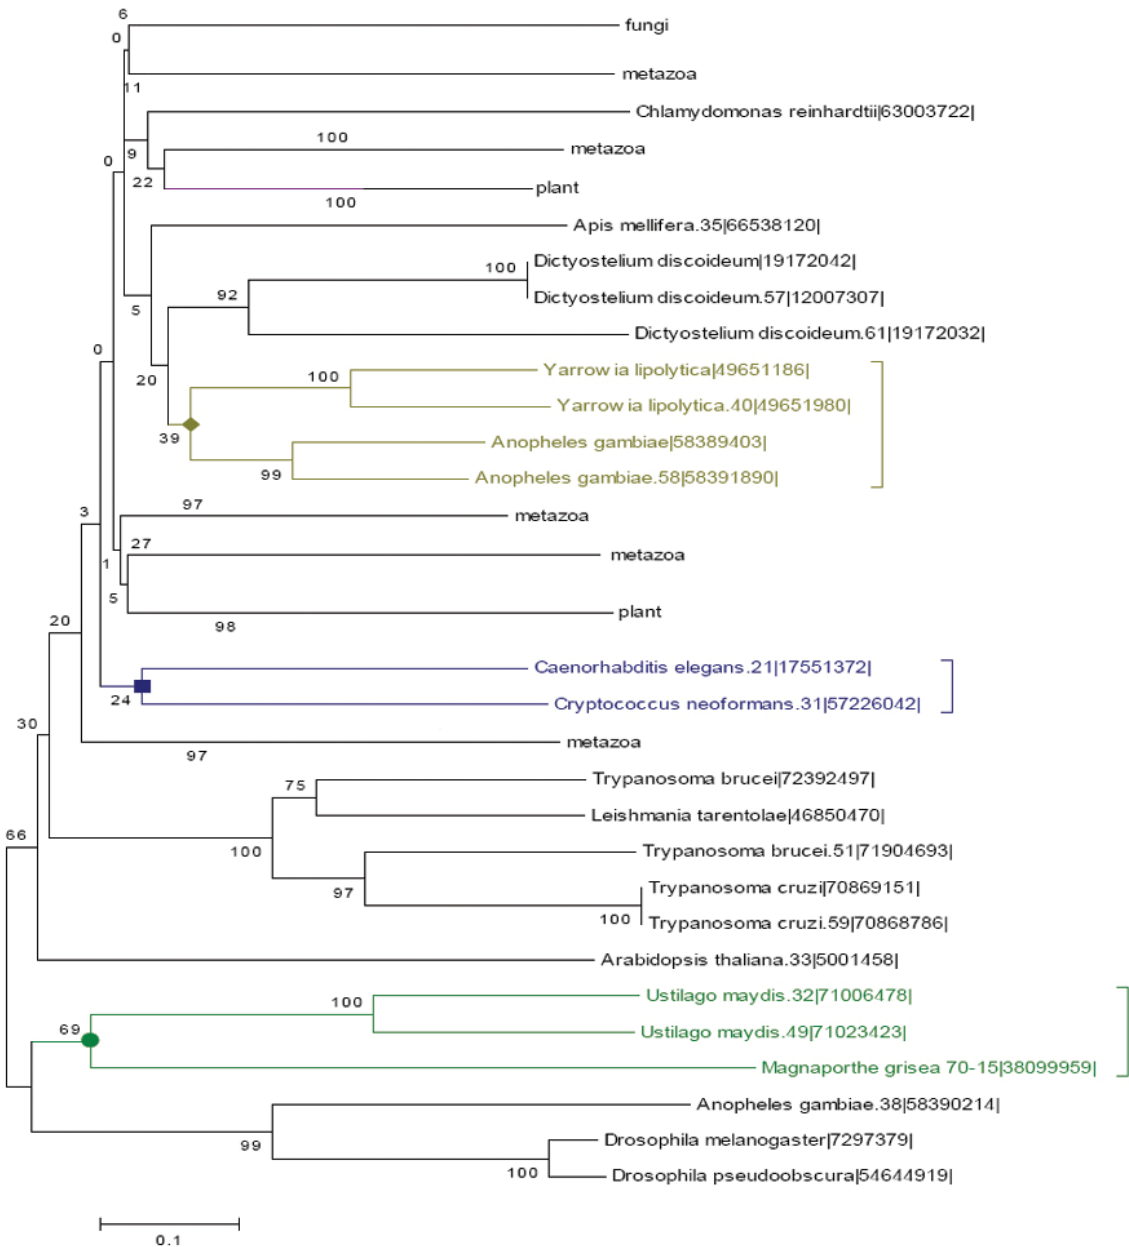 6
fungi
0
metazoa
11
Chlamydomonas reinhardtii|63003722|
100
metazoa
9
0
22
plant
100
Apis mellifera.35|66538120|
Dictyostelium discoideum|19172042|
100
92
Dictyostelium discoideum.57|12007307|
5
Dictyostelium discoideum.61|19172032|
0
Yarrow ia lipolytica|49651186|
100
20
Yarrow ia lipolytica.40|49651980|
39
Anopheles gambiae|58389403|
99
Anopheles gambiae.58|58391890|
97
3
metazoa
27
metazoa
1
5
plant
98
20
Caenorhabditis elegans.21|17551372|
24
Cryptococcus neoformans.31|57226042|
30
metazoa
97
Trypanosoma brucei|72392497|
75
Leishmania tarentolae|46850470|
66
100
Trypanosoma brucei.51|71904693|
97
Trypanosoma cruzi|70869151|
100
Trypanosoma cruzi.59|70868786|
Arabidopsis thaliana.33|5001458|
Ustilago maydis.32|71006478|
100
69
Ustilago maydis.49|71023423|
Magnaporthe grisea 70-15|38099959|
Anopheles gambiae.38|58390214|
99
Drosophila melanogaster|7297379|
100
Drosophila pseudoobscura|54644919|
0.1